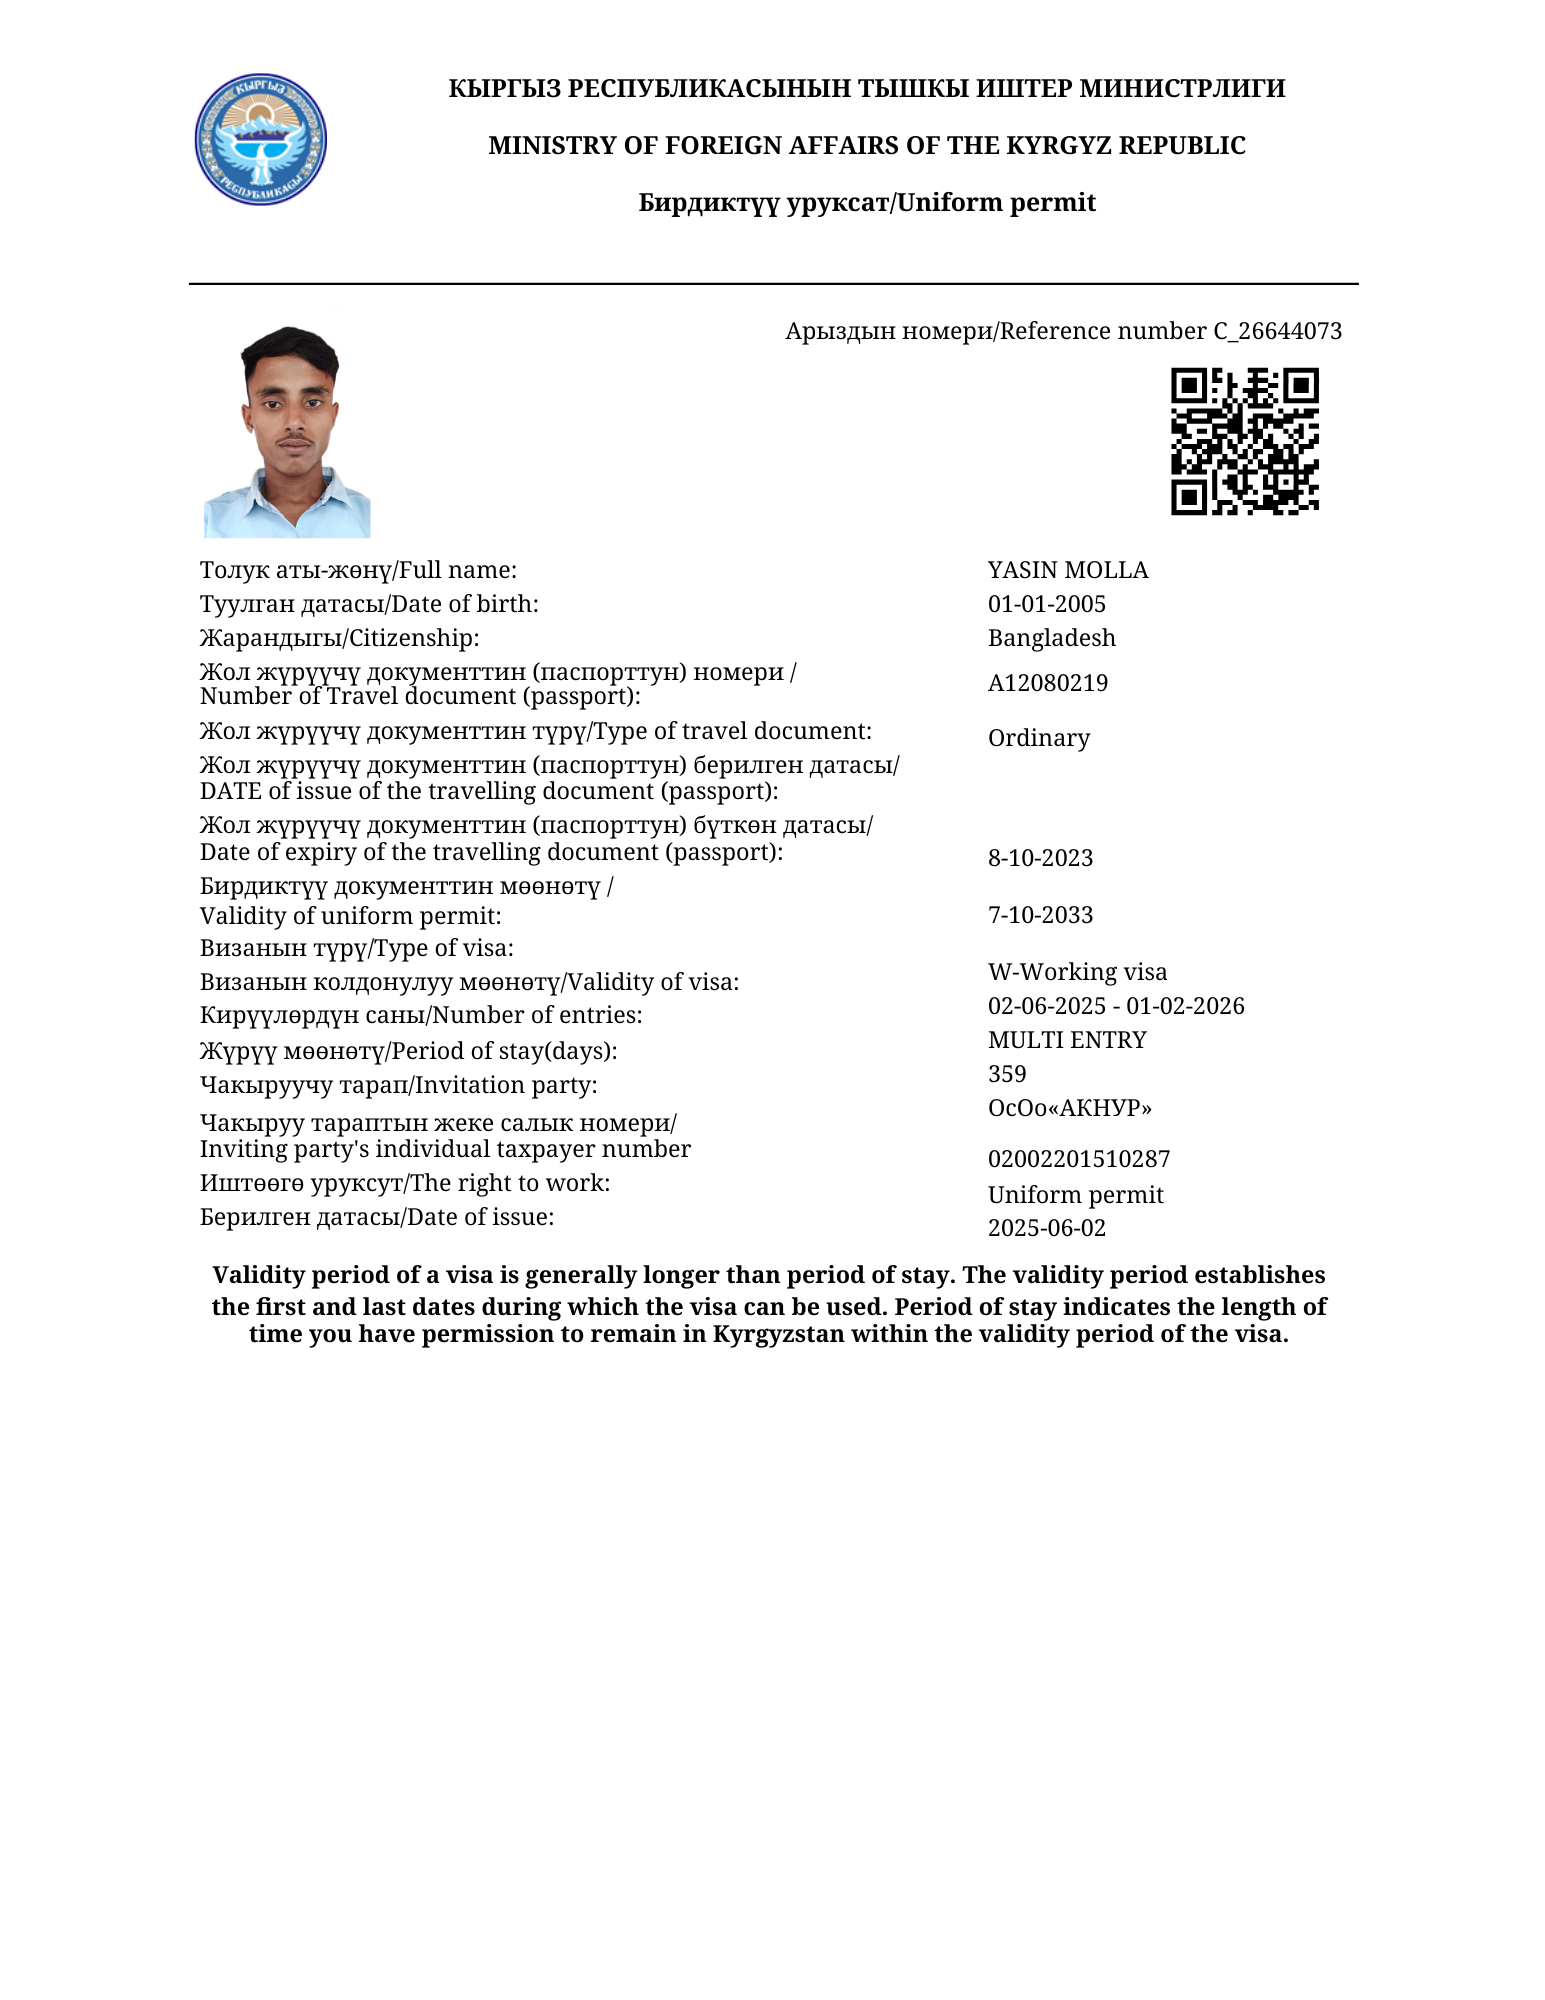 КЫРГЫЗ РЕСПУБЛИКАСЫНЫН ТЫШКЫ ИШТЕР МИНИСТРЛИГИ
MINISTRY OF FOREIGN AFFAIRS OF THE KYRGYZ REPUBLIC
Бирдиктүү уруксат/Uniform permit
КЫРГЫЗ
РЕСПУБЛИКАСЫ
Арыздын номери/Reference number C_26644073
Толук аты-жөнү/Full name: YASIN MOLLA
Туулган датасы/Date of birth: 01-01-2005
Жарандыгы/Citizenship: Bangladesh
Жол жүрүүчү документтин (паспорттун) номери /
Number of Travel document (passport): A12080219
Жол жүрүүчү документтин түрү/Type of travel document: Ordinary
Жол жүрүүчү документтин (паспорттун) берилген датасы/
DATE of issue of the travelling document (passport):
Жол жүрүүчү документтин (паспорттун) бүткөн датасы/
Date of expiry of the travelling document (passport): 8-10-2023
Бирдиктүү документтин мөөнөтү /
Validity of uniform permit: 7-10-2033
Визанын түрү/Type of visa: W-Working visa
Визанын колдонулуу мөөнөтү/Validity of visa: 02-06-2025 - 01-02-2026
Кирүүлөрдүн саны/Number of entries: MULTI ENTRY
Жүрүү мөөнөтү/Period of stay(days): 359
Чакыруучу тарап/Invitation party: ОсОо«АКНУР»
Чакыруу тараптын жеке салык номери/
Inviting party's individual taxpayer number 02002201510287
Иштөөгө уруксут/The right to work: Uniform permit
Берилген датасы/Date of issue: 2025-06-02
Validity period of a visa is generally longer than period of stay. The validity period establishes
the first and last dates during which the visa can be used. Period of stay indicates the length of
time you have permission to remain in Kyrgyzstan within the validity period of the visa.